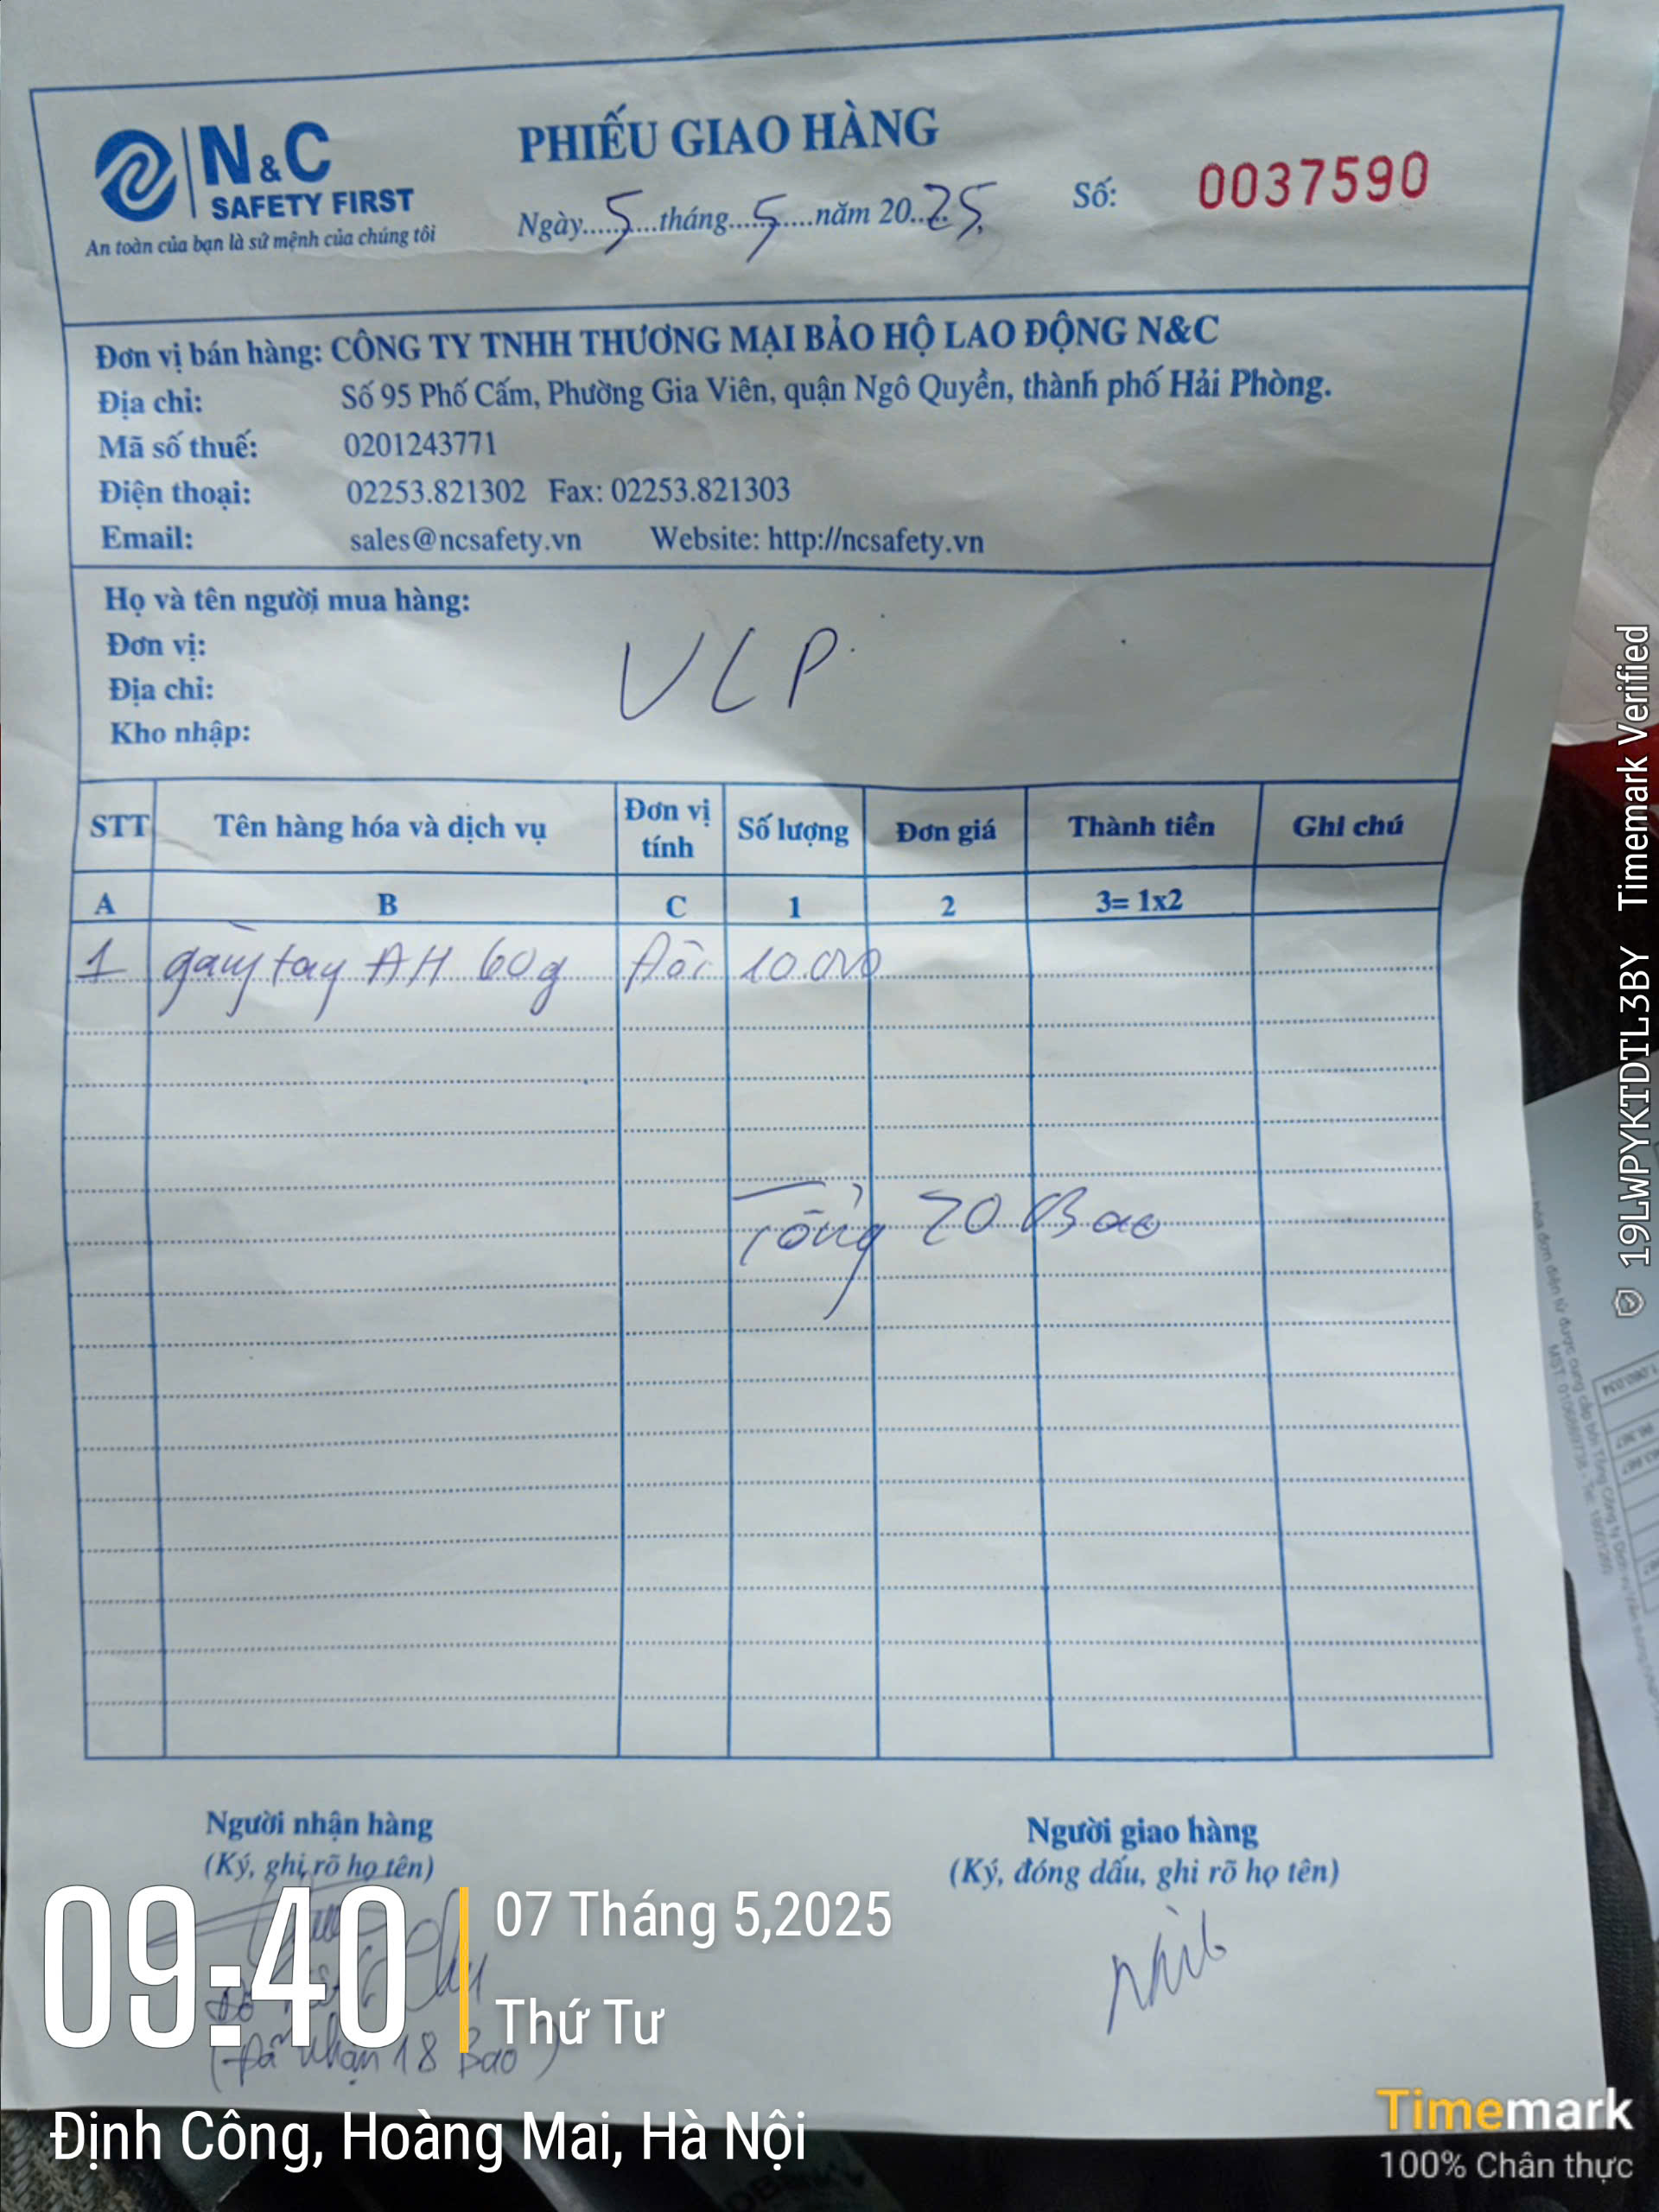 N&C
SAFETY FIRST
An toàn của bạn là sứ mệnh của chúng tôi
PHIẾU GIAO HÀNG
Ngày 5 tháng 5 năm 2025
Số: 0037590
Đơn vị bán hàng: CÔNG TY TNHH THƯƠNG MẠI BẢO HỘ LAO ĐỘNG N&C
Địa chỉ: Số 95 Phố Cấm, Phường Gia Viên, quận Ngô Quyền, thành phố Hải Phòng.
Mã số thuế: 0201243771
Điện thoại: 02253.821302 Fax: 02253.821303
Email: sales@ncsafety.vn Website: http://ncsafety.vn
Họ và tên người mua hàng:
Đơn vị:
VLP
Địa chỉ:
Kho nhập:
STT Tên hàng hóa và dịch vụ Đơn vị tính Số lượng Đơn giá Thành tiền Ghi chú
A B C 1 2 3= 1x2
1 găng tay AH 60g Đôi 10.000
Tổng 20 Bao
Người nhận hàng
(Ký, ghi rõ họ tên)
Người giao hàng
(Ký, đóng dấu, ghi rõ họ tên)
(Đã nhận 18 Bao)
09:40
07 Tháng 5,2025
Thứ Tư
Định Công, Hoàng Mai, Hà Nội
Timemark
100% Chân thực
19LWPYKTDTL3BY Timemark Verified